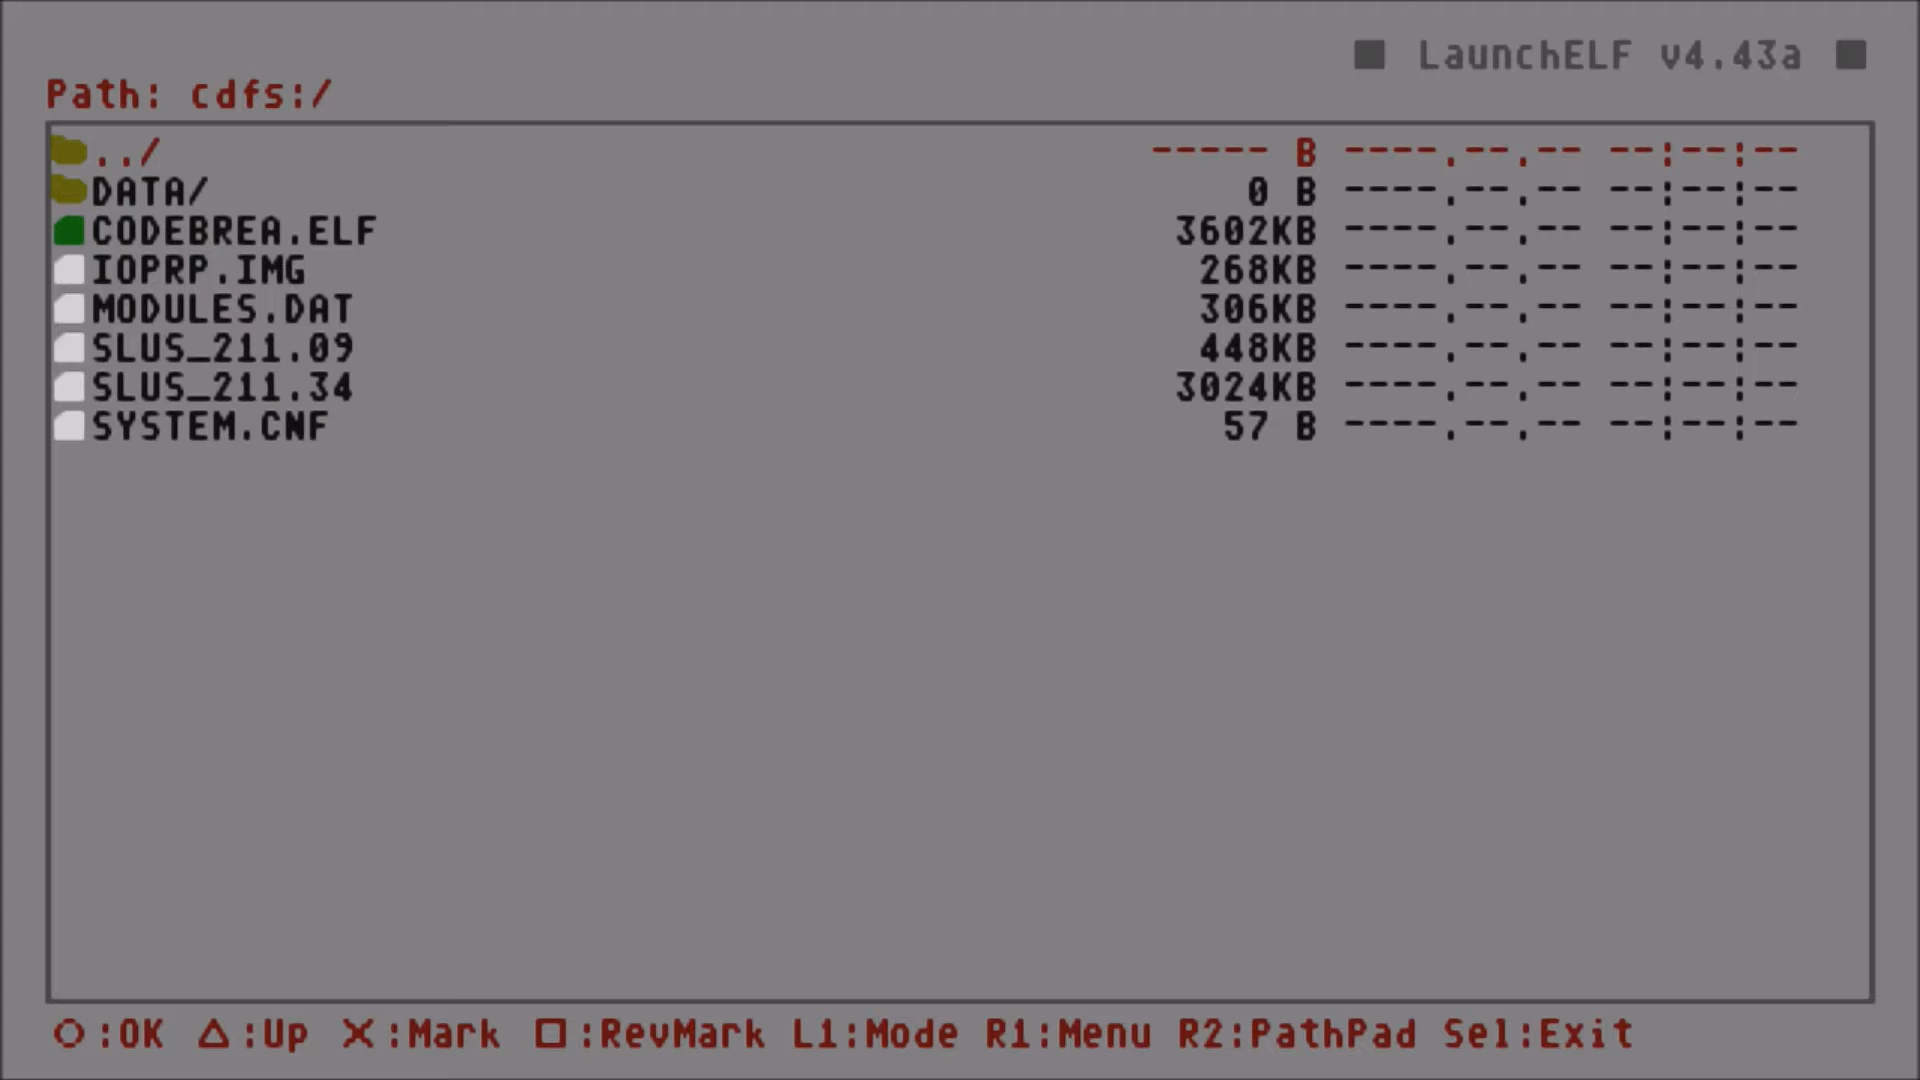 LaunchELF v4.43a
Path: cdfs:/
../ ----- B ----.--.-- --:--:--
DATA/ 0 B ----.--.-- --:--:--
CODEBREA.ELF 3602KB ----.--.-- --:--:--
IOPRP.IMG 268KB ----.--.-- --:--:--
MODULES.DAT 306KB ----.--.-- --:--:--
SLUS_211.09 448KB ----.--.-- --:--:--
SLUS_211.34 3024KB ----.--.-- --:--:--
SYSTEM.CNF 57 B ----.--.-- --:--:--
○:OK △:Up ×:Mark □:RevMark L1:Mode R1:Menu R2:PathPad Sel:Exit